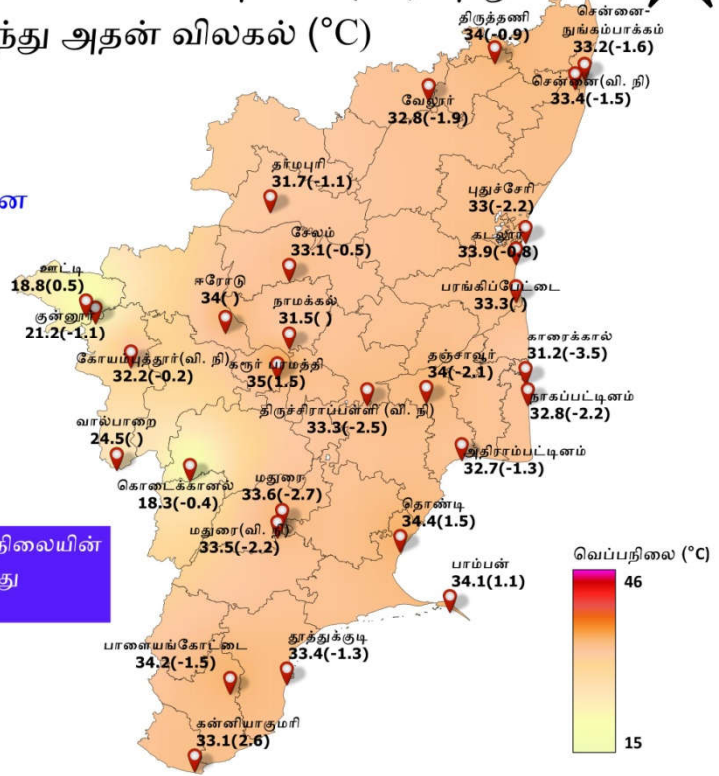 ந்து அதன் விலகல் (°C)
திருத்தணி
34(-0.9)
சென்னை-
நுங்கம்பாக்கம்
33.2(-1.6)
சென்னை(வி. நி)
33.4(-1.5)
வேலூர்
32.8(-1.9)
தர்மபுரி
31.7(-1.1)
ன
புதுச்சேரி
33(-2.2)
சேலம்
33.1(-0.5)
கடலூர்
33.9(-0.8)
ஊட்டி
18.8(0.5)
ஈரோடு
34( )
நாமக்கல்
31.5( )
பரங்கிப்பேட்டை
33.3( )
குன்னூர்
21.2(-1.1)
காரைக்கால்
31.2(-3.5)
கோயம்புத்தூர்(வி. நி)
32.2(-0.2)
கரூர் பரமத்தி
35(1.5)
தஞ்சாவூர்
34(-2.1)
திருச்சிராப்பள்ளி (வி. நி)
33.3(-2.5)
நாகப்பட்டினம்
32.8(-2.2)
வால்பாறை
24.5( )
அதிராம்பட்டினம்
32.7(-1.3)
கொடைக்கானல்
18.3(-0.4)
மதுரை
33.6(-2.7)
மதுரை(வி. நி)
33.5(-2.2)
தொண்டி
34.4(1.5)
நிலையின்
து
பாம்பன்
34.1(1.1)
வெப்பநிலை (°C)
46
15
பாளையங்கோட்டை
34.2(-1.5)
தூத்துக்குடி
33.4(-1.3)
கன்னியாகுமரி
33.1(2.6)